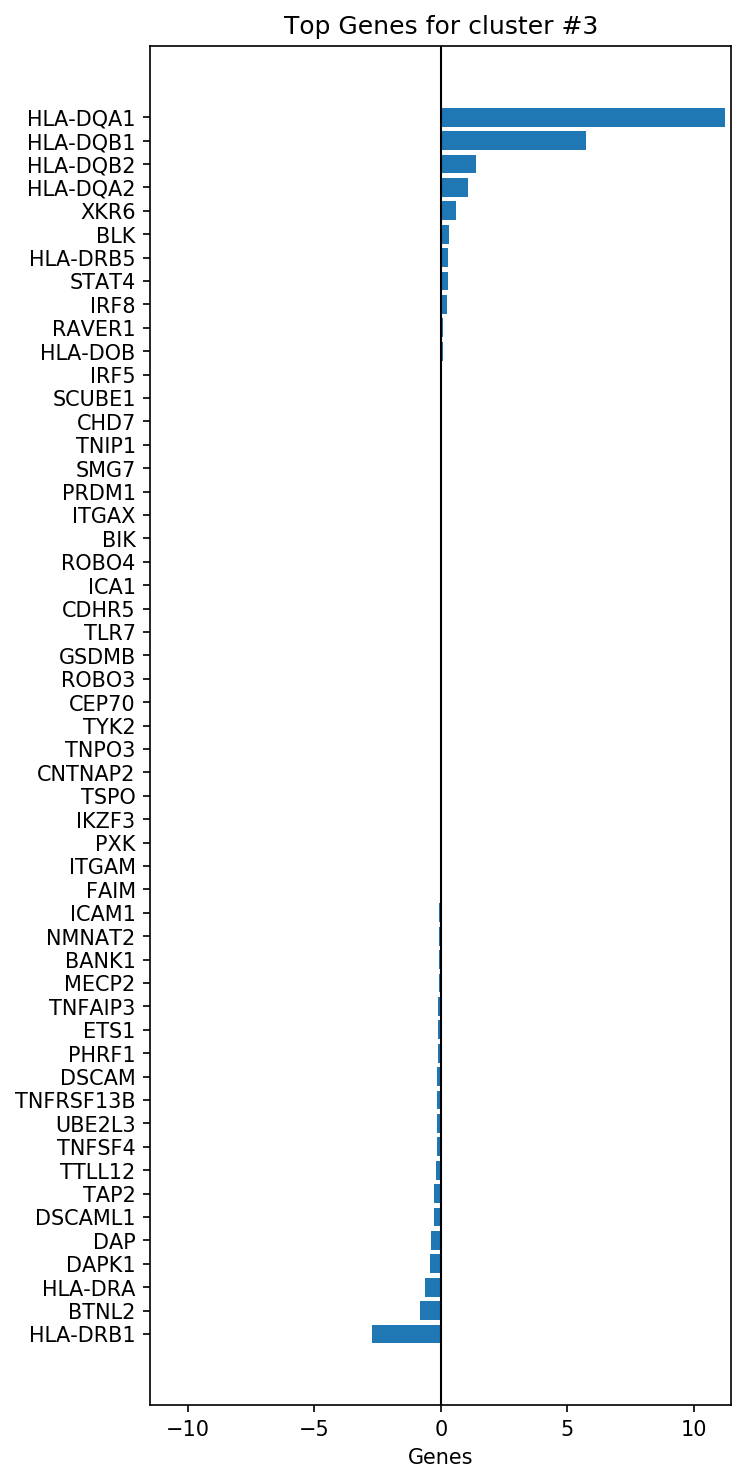 Top Genes for cluster #3
HLA-DQA1
HLA-DQB1
HLA-DQB2
HLA-DQA2
XKR6
BLK
HLA-DRB5
STAT4
IRF8
RAVER1
HLA-DOB
IRF5
SCUBE1
CHD7
TNIP1
SMG7
PRDM1
ITGAX
BIK
ROBO4
ICA1
CDHR5
TLR7
GSDMB
ROBO3
CEP70
TYK2
TNPO3
CNTNAP2
TSPO
IKZF3
PXK
ITGAM
FAIM
ICAM1
NMNAT2
BANK1
MECP2
TNFAIP3
ETS1
PHRF1
DSCAM
TNFRSF13B
UBE2L3
TNFSF4
TTLL12
TAP2
DSCAML1
DAP
DAPK1
HLA-DRA
BTNL2
HLA-DRB1
−10 −5 0 5 10
Genes